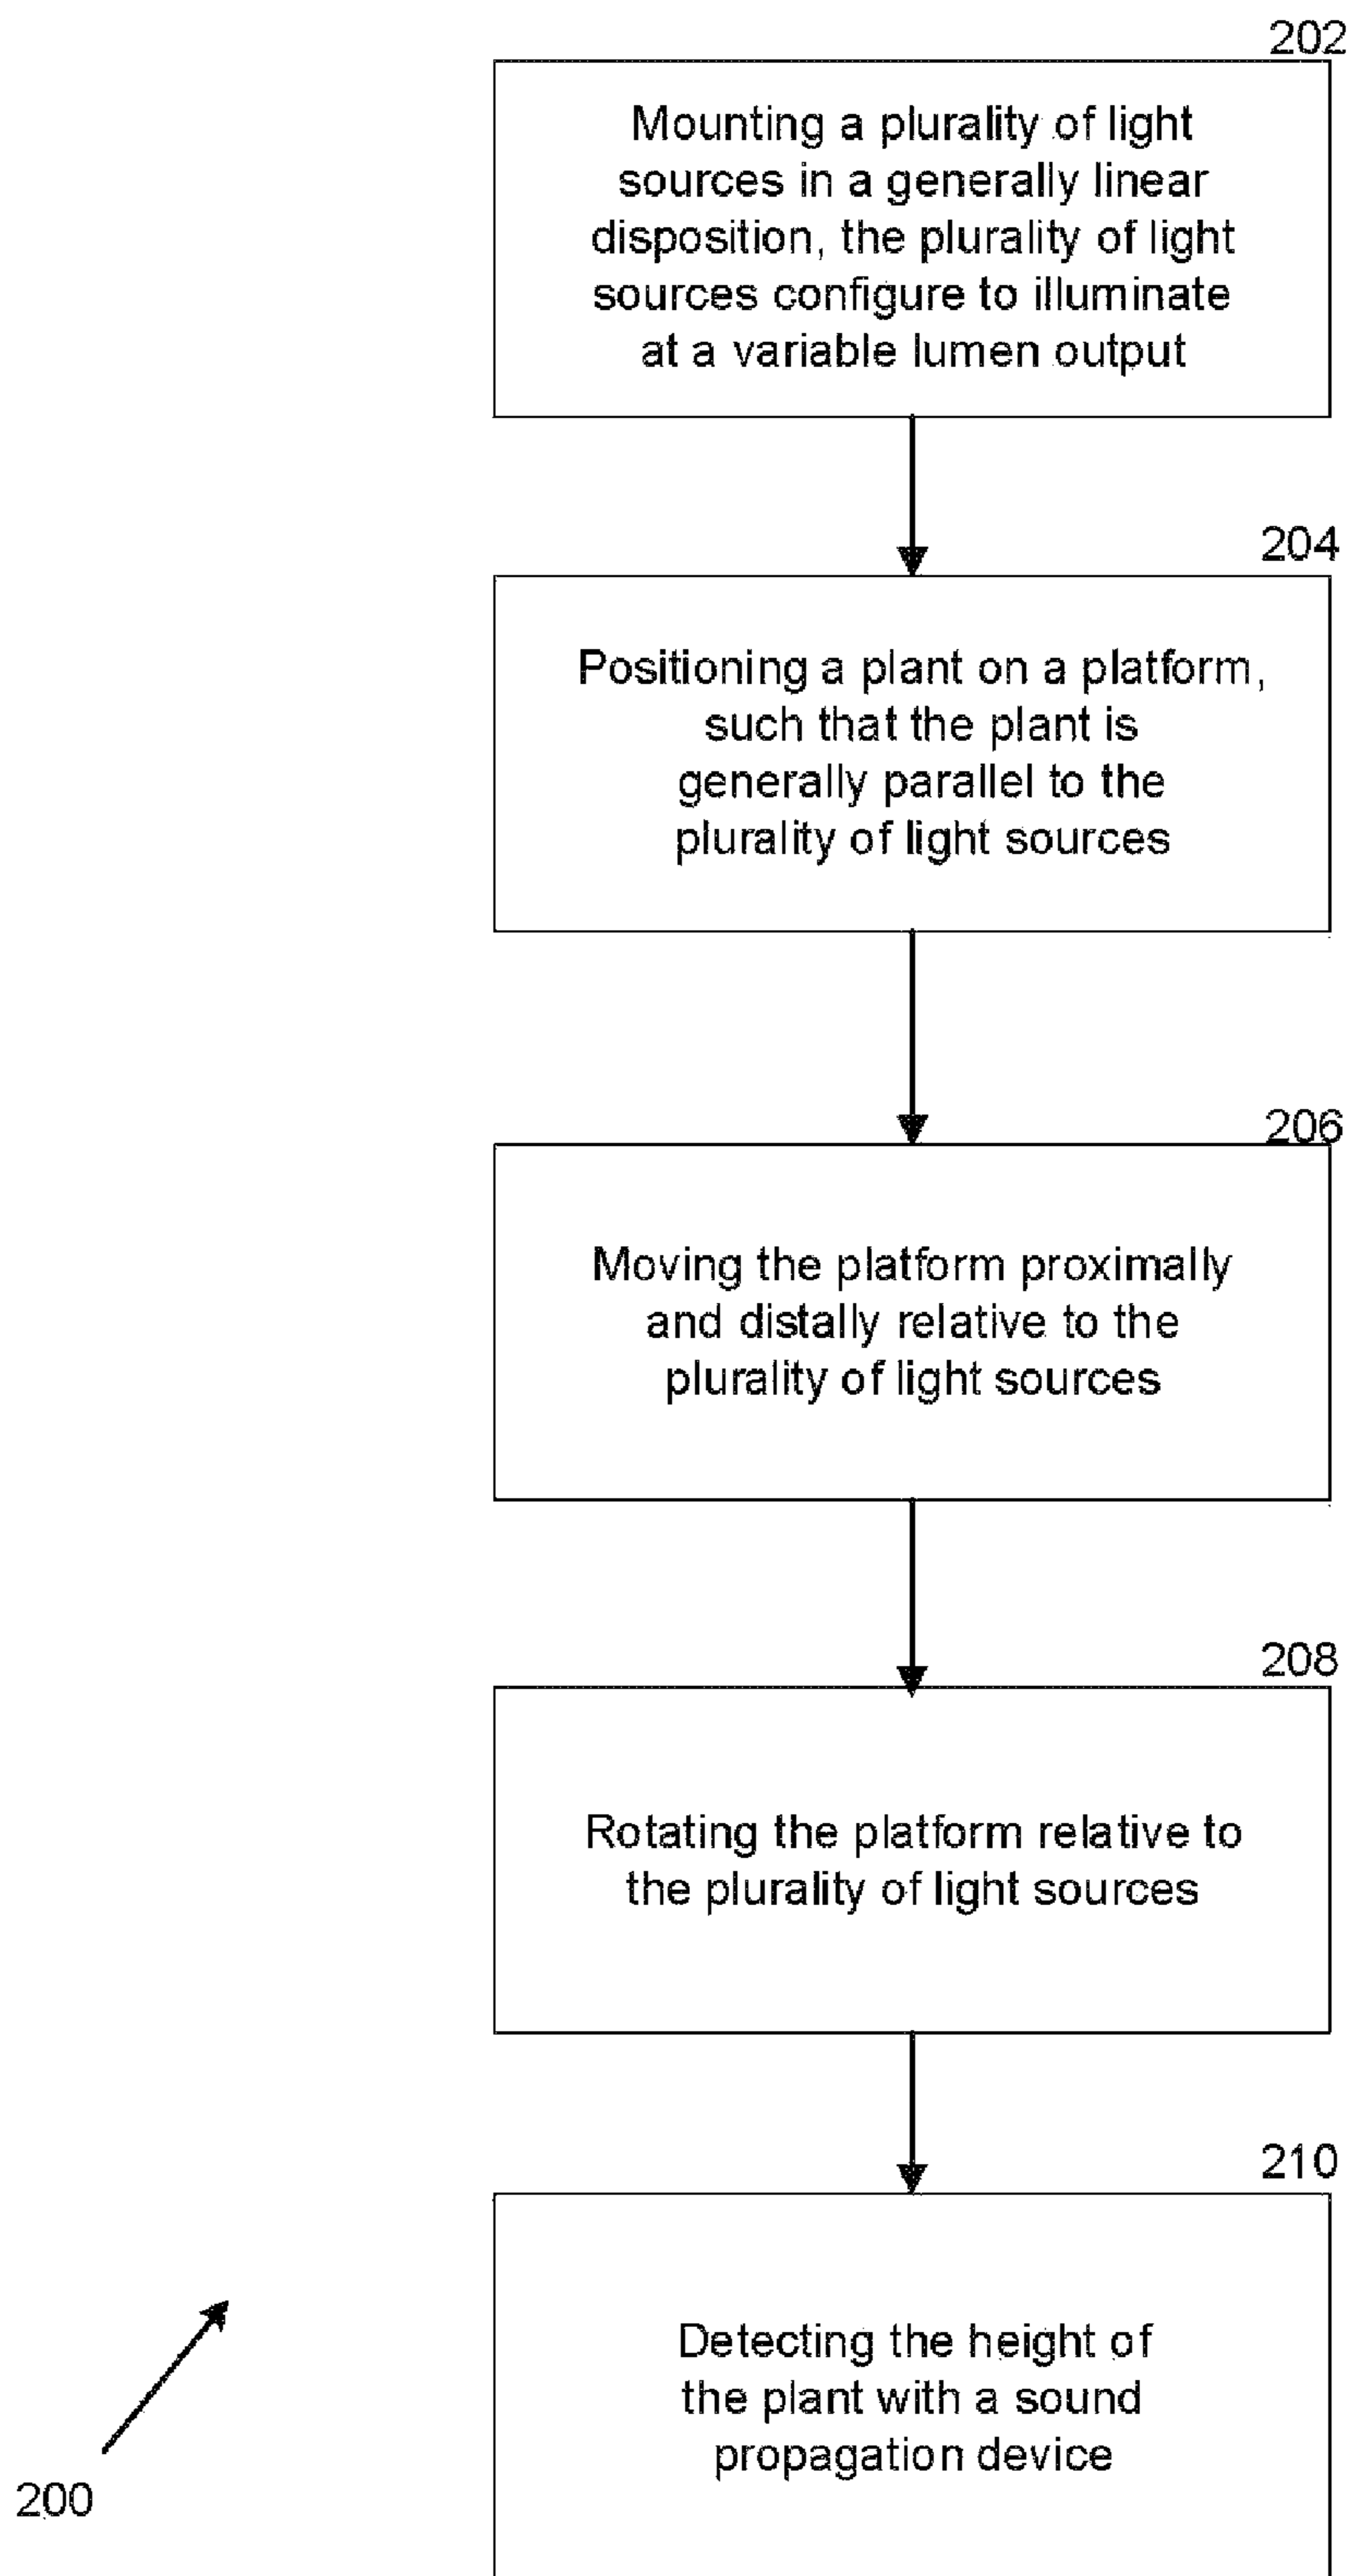 202
Mounting a plurality of light
sources in a generally linear
disposition, the plurality of light
sources configure to illuminate
at a variable lumen output
204
Positioning a plant on a platform,
such that the plant is
generally parallel to the
plurality of light sources
206
Moving the platform proximally
and distally relative to the
plurality of light sources
208
Rotating the platform relative to
the plurality of light sources
210
Detecting the height of
the plant with a sound
propagation device
200